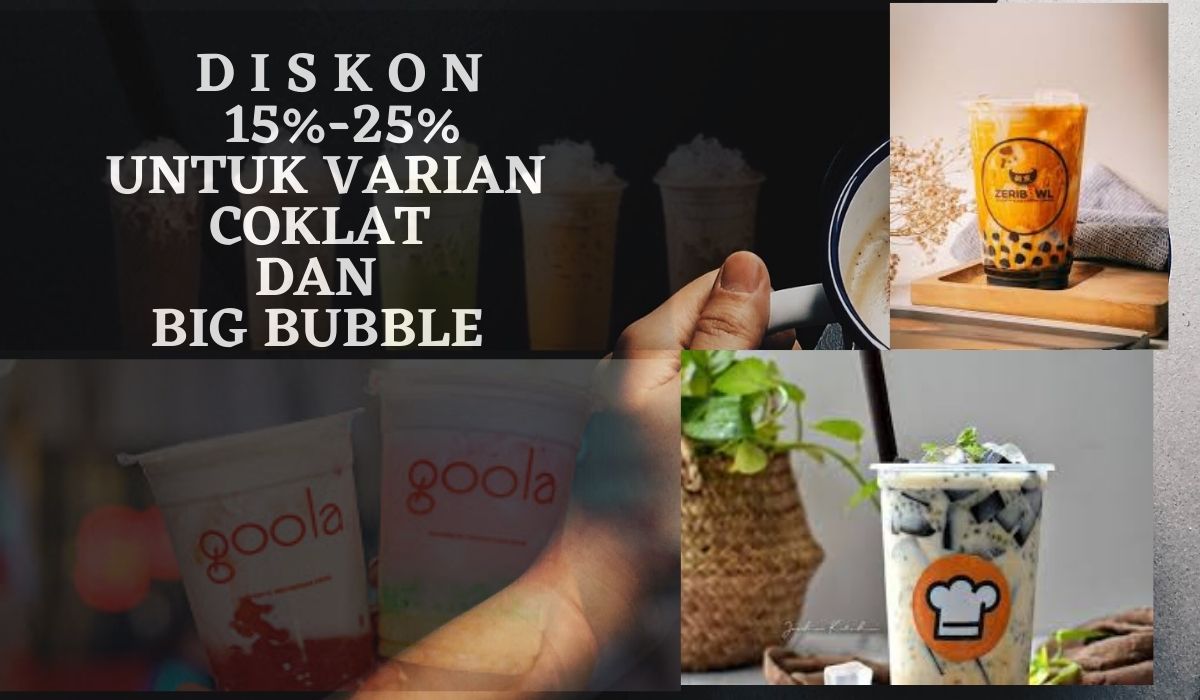 DISKON
15%-25%
UNTUK VARIAN
COKLAT
DAN
BIG BUBBLE
ZERIBOWL
goola
goola